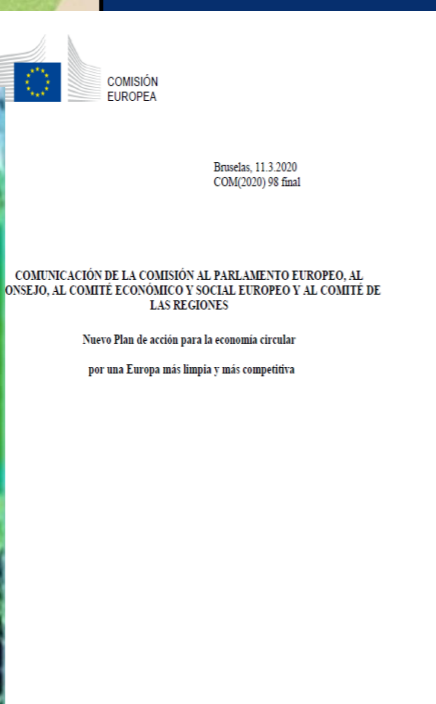 COMISIÓN
EUROPEA
Bruselas, 11.3.2020
COM(2020) 98 final
COMUNICACIÓN DE LA COMISIÓN AL PARLAMENTO EUROPEO, AL
ONSEJO, AL COMITÉ ECONÓMICO Y SOCIAL EUROPEO Y AL COMITÉ DE
LAS REGIONES
Nuevo Plan de acción para la economía circular
por una Europa más limpia y más competitiva